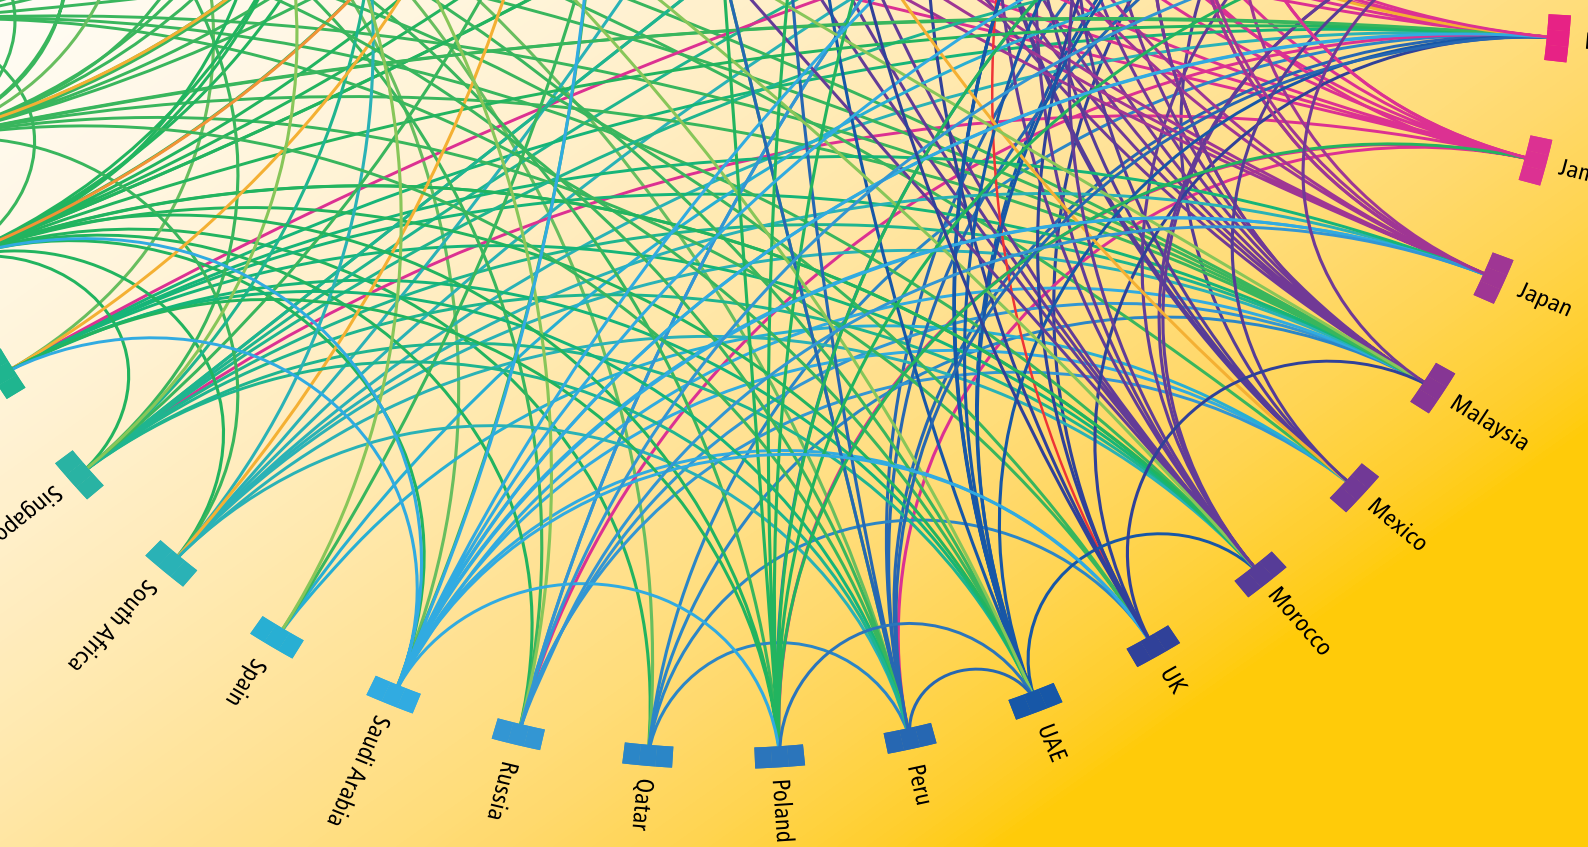 Jam
Japan
Malaysia
Mexico
Morocco
UK
UAE
Peru
Poland
Qatar
Russia
Saudi Arabia
Spain
South Africa
Singapo